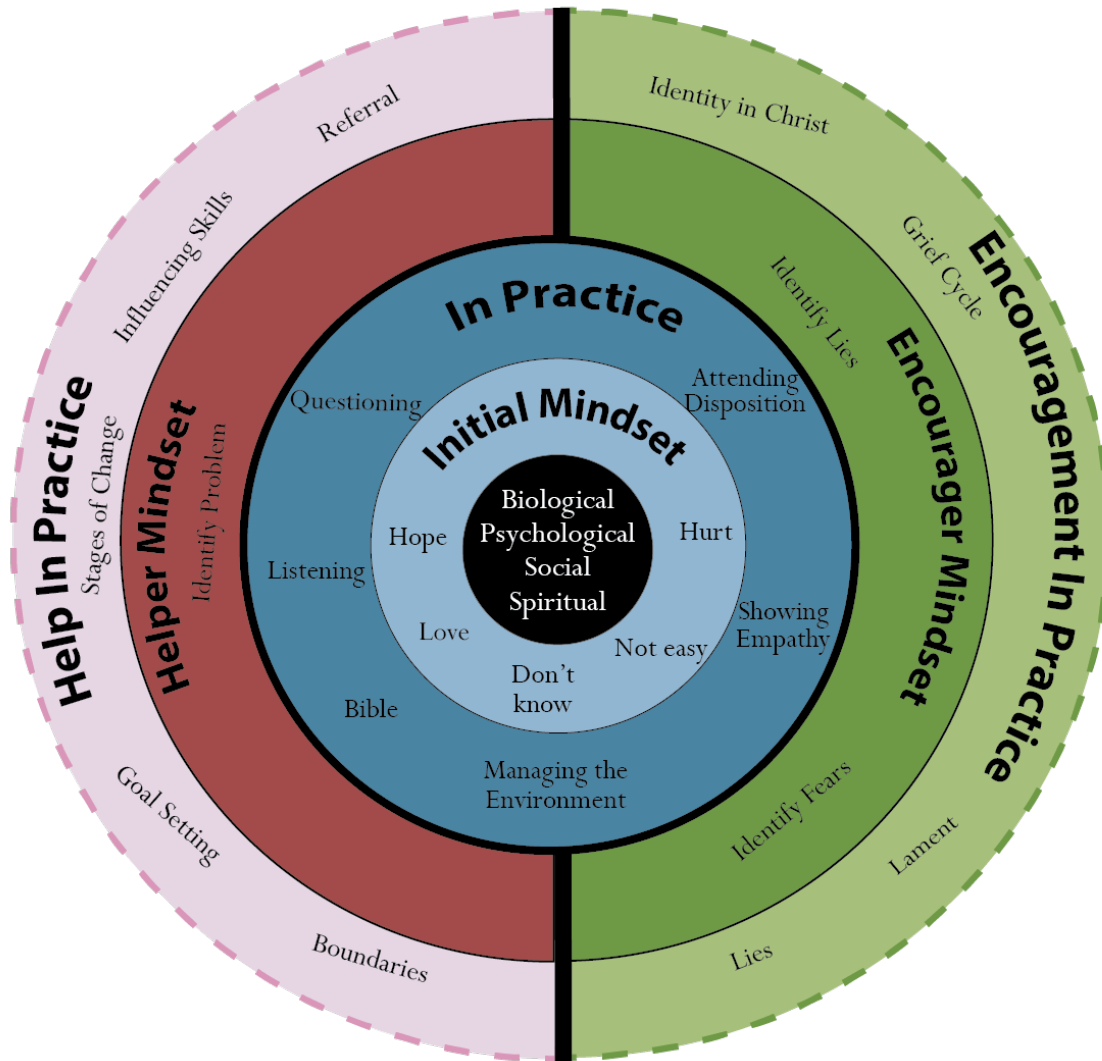 Referral
Influencing Skills
Help In Practice
Stages of Change
Goal Setting
Boundaries
Helper Mindset
Identify Problem
In Practice
Questioning
Attending
Disposition
Listening
Showing
Empathy
Bible
Managing the
Environment
Initial Mindset
Hope
Hurt
Love
Not easy
Don't
know
Biological
Psychological
Social
Spiritual
Identify Lies
Encourager Mindset
Identify Fears
Identity in Christ
Grief Cycle
Encouragement In Practice
Lament
Lies